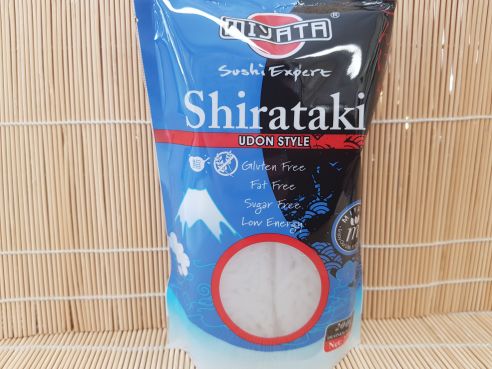 MIYATA®
Sushi Expert
Shirataki
UDON STYLE
Gluten Free
Fat Free
Sugar Free
Low Energy